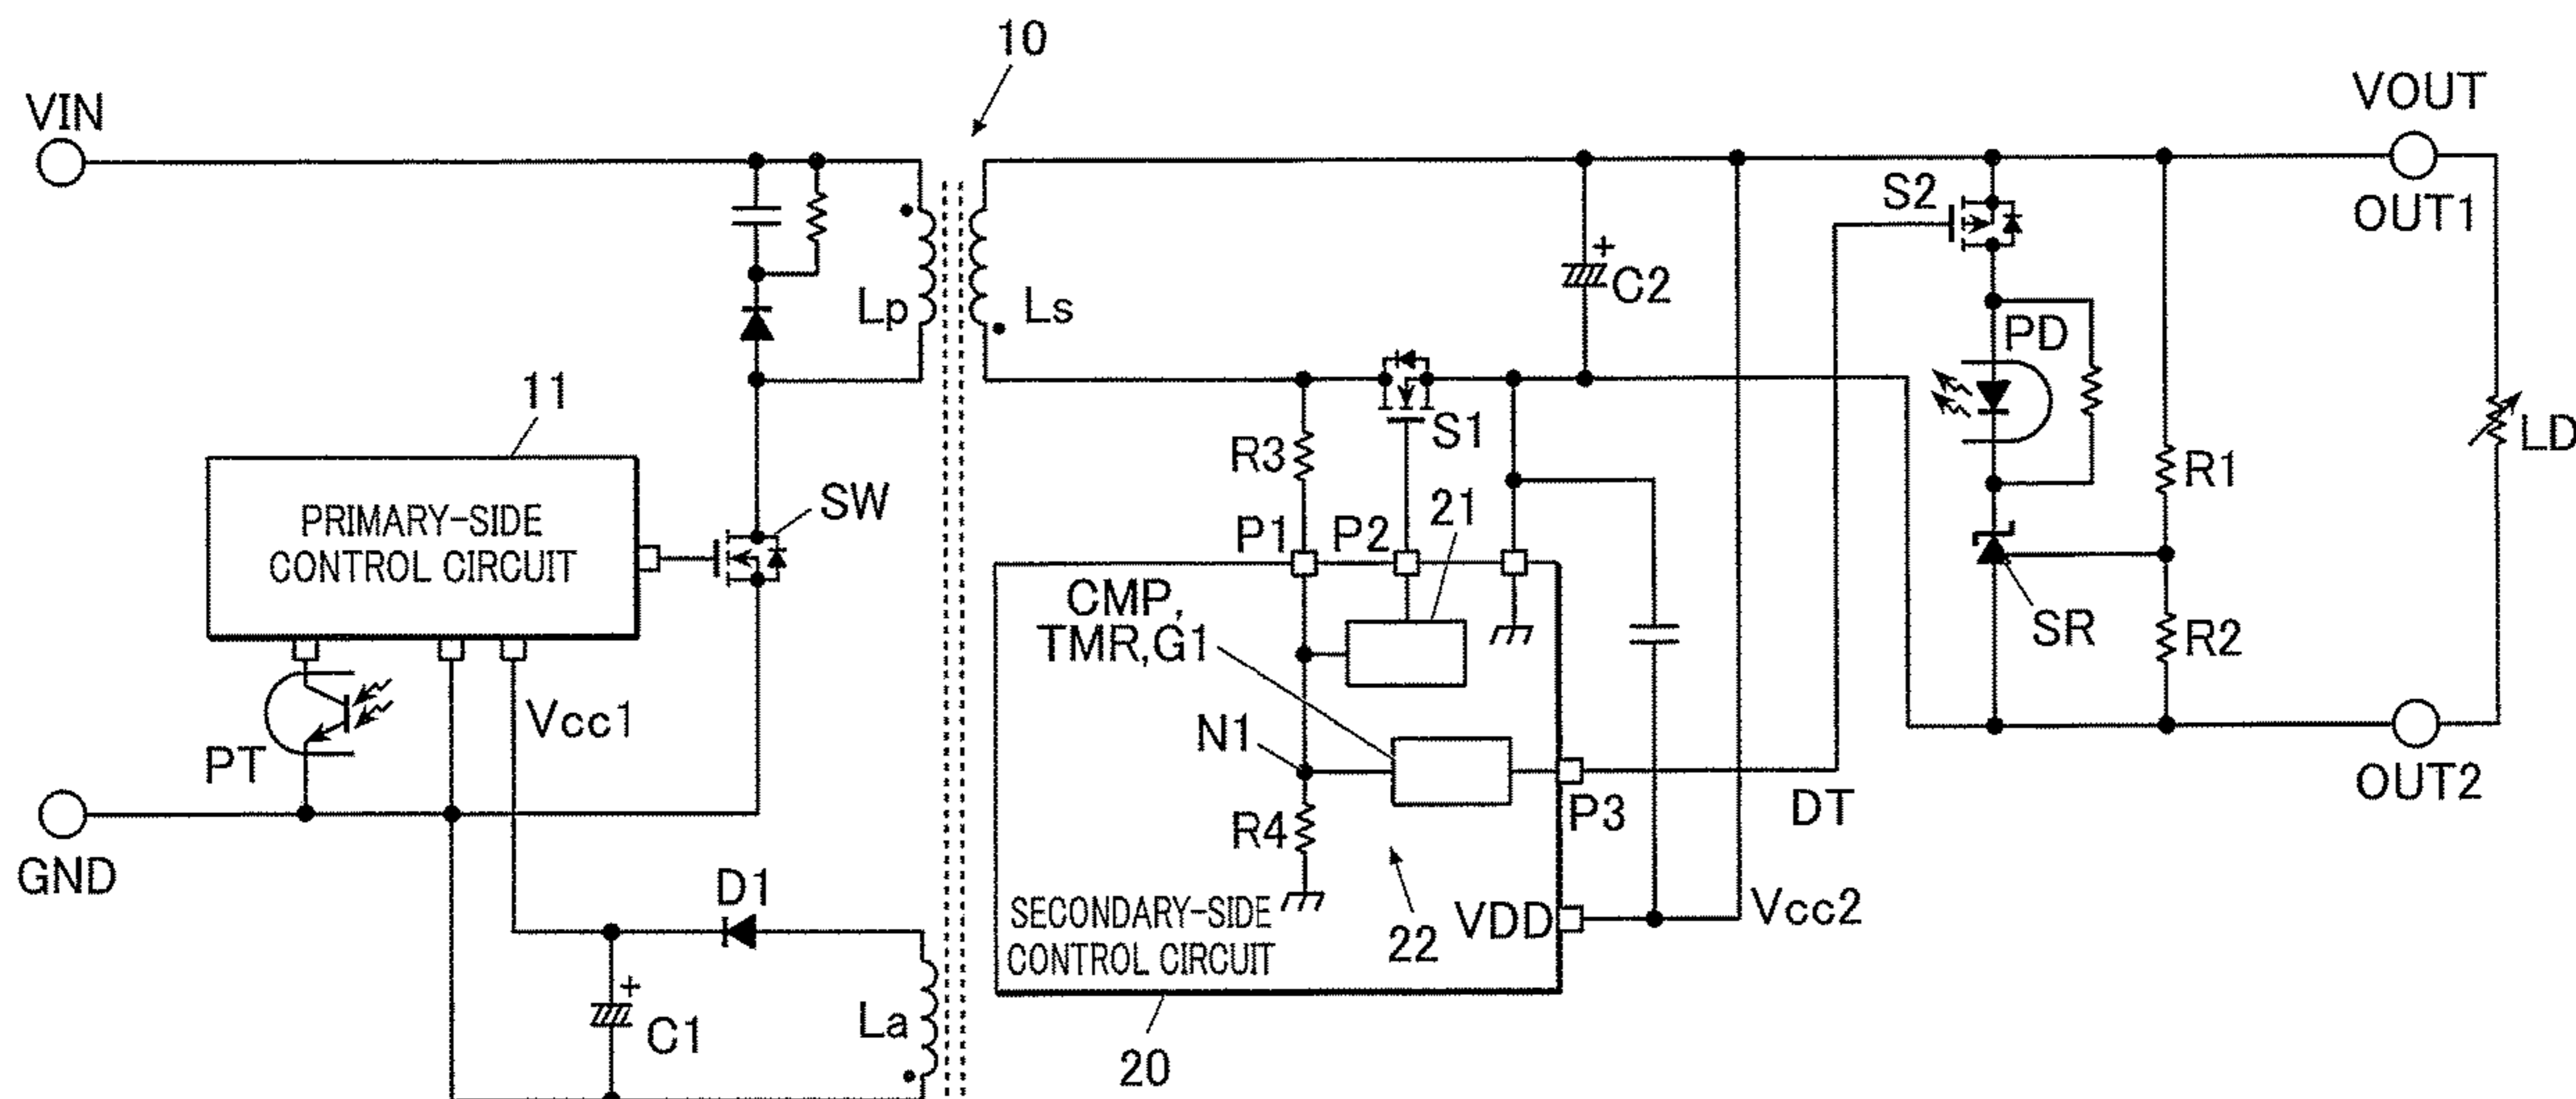 10
VIN
VOUT
OUT1
S2
Lp
Ls
C2
PD
11
S1
R3
LD
R1
PRIMARY-SIDE
CONTROL CIRCUIT
SW
P1
P2
21
CMP,
TMR,G1
SR
R2
PT
Vcc1
N1
P3
DT
OUT2
GND
R4
D1
SECONDARY-SIDE
CONTROL CIRCUIT
22
VDD
Vcc2
+
C1
La
+
20